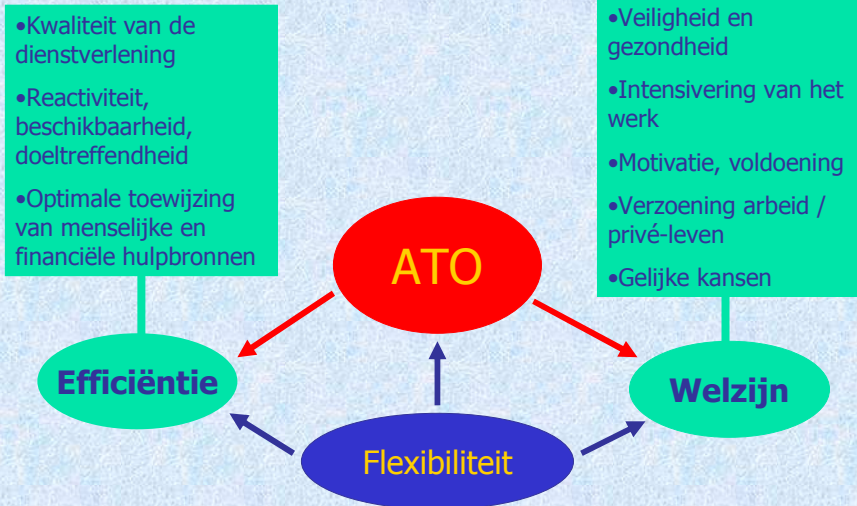 •Kwaliteit van de
dienstverlening
•Reactiviteit,
beschikbaarheid,
doeltreffendheid
•Optimale toewijzing
van menselijke en
financiële hulpbronnen
•Veiligheid en
gezondheid
•Intensivering van het
werk
•Motivatie, voldoening
•Verzoening arbeid /
privé-leven
•Gelijke kansen
ATO
Efficiëntie
Welzijn
Flexibiliteit